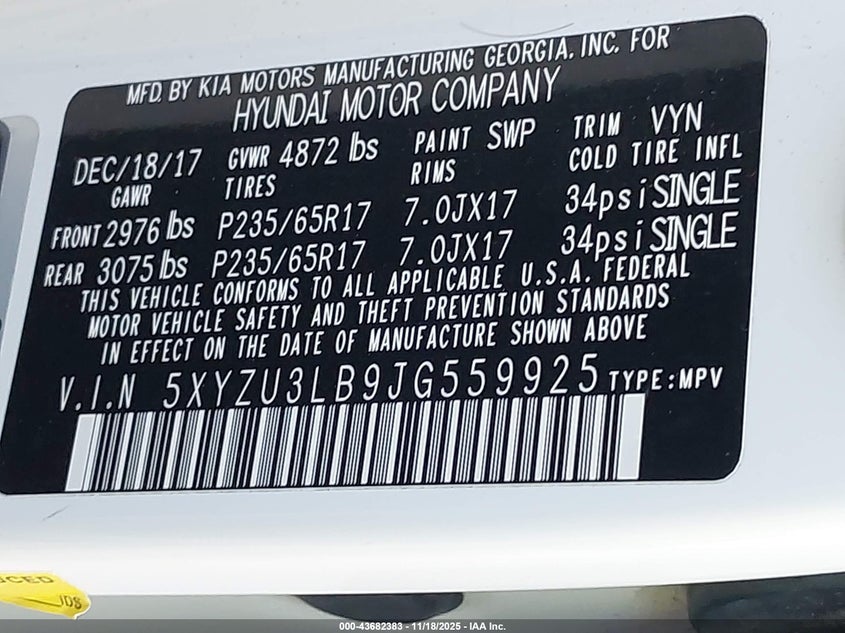 MFD. BY KIA MOTORS MANUFACTURING GEORGIA. INC. FOR
HYUNDAI MOTOR COMPANY
DEC/18/17 GVWR 4872 lbs PAINT SWP TRIM VYN
GAWR TIRES RIMS COLD TIRE INFL
FRONT 2976 lbs P235/65R17 7.0JX17 34psi SINGLE
REAR 3075 lbs P235/65R17 7.0JX17 34psi SINGLE
THIS VEHICLE CONFORMS TO ALL APPLICABLE U.S.A. FEDERAL
MOTOR VEHICLE SAFETY AND THEFT PREVENTION STANDARDS
IN EFFECT ON THE DATE OF MANUFACTURE SHOWN ABOVE
V.I.N 5XYZU3LB9JG559925 TYPE:MPV
000-43682383 - 11/18/2025 - IAA Inc.